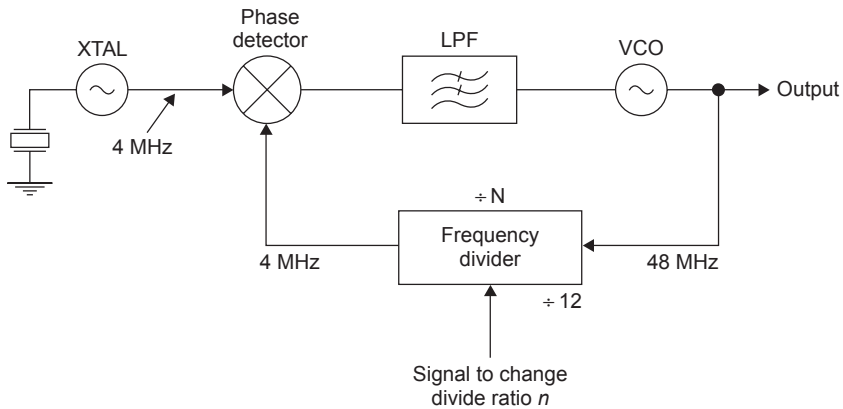 Phase
detector
XTAL
LPF
VCO
Output
4 MHz
÷ N
Frequency
divider
4 MHz
48 MHz
÷ 12
Signal to change
divide ratio n